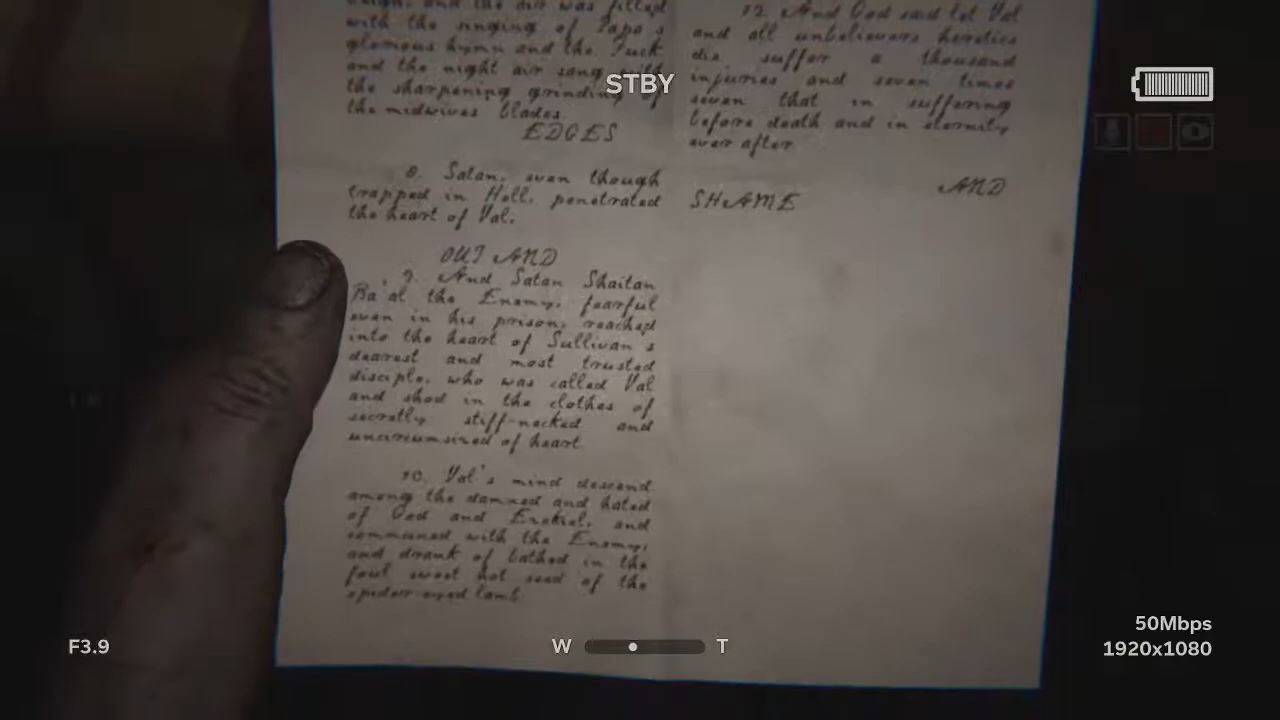 with the singing of Papa's
glorious hymn and the. Fuck
and the night air sang with
the sharpening grinding of
the midwives blades.
EDGES
8. Satan, even though
trapped in Hell, penetrated
the heart of Val.
OUT AND
9. And Satan Shaitan
Ba'al the Enemy, fearful
even in his prison, reached
into the heart of Sullivan's
dearest and most trusted
disciple, who was called Val
and shod in the clothes of
secretly stiff-necked and
uncircumsized of heart.
10. Val's mind descend
among the damned and hated
of God and Ezekiel, and
communed with the Enemy,
and drank of bathed in the
foul sweet hot seed of the
spider-eyed lamb.
12. And God said let Val
and all unbelievers heretics
die suffer a thousand
injuries and seven times
seven that in suffering
before death and in eternity
ever after
AND
SHAME
STBY
F3.9
W T
50Mbps
1920x1080